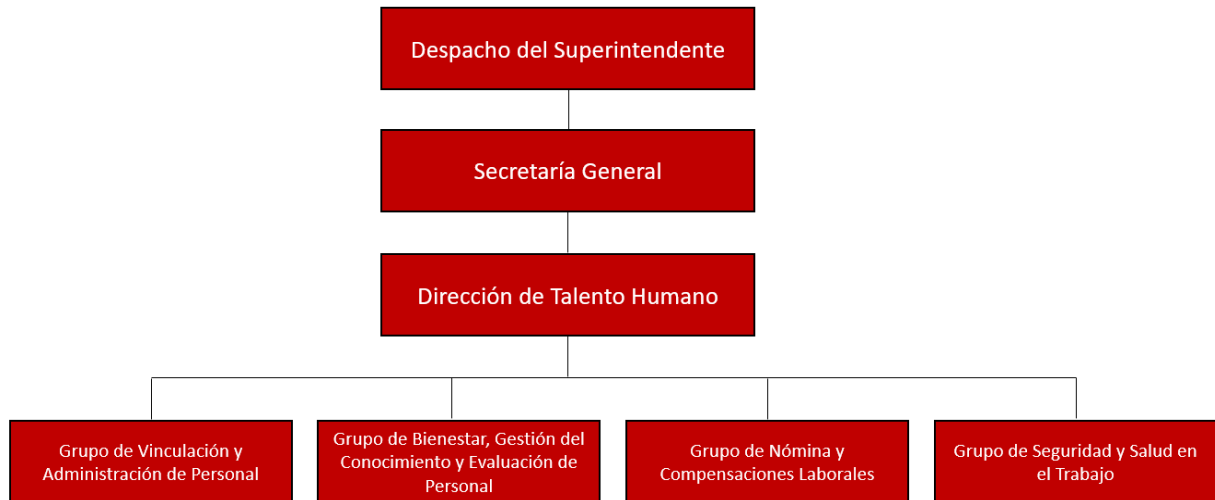 Despacho del Superintendente
Secretaría General
Dirección de Talento Humano
Grupo de Vinculación y
Administración de Personal
Grupo de Bienestar, Gestión del
Conocimiento y Evaluación de
Personal
Grupo de Nómina y
Compensaciones Laborales
Grupo de Seguridad y Salud en
el Trabajo